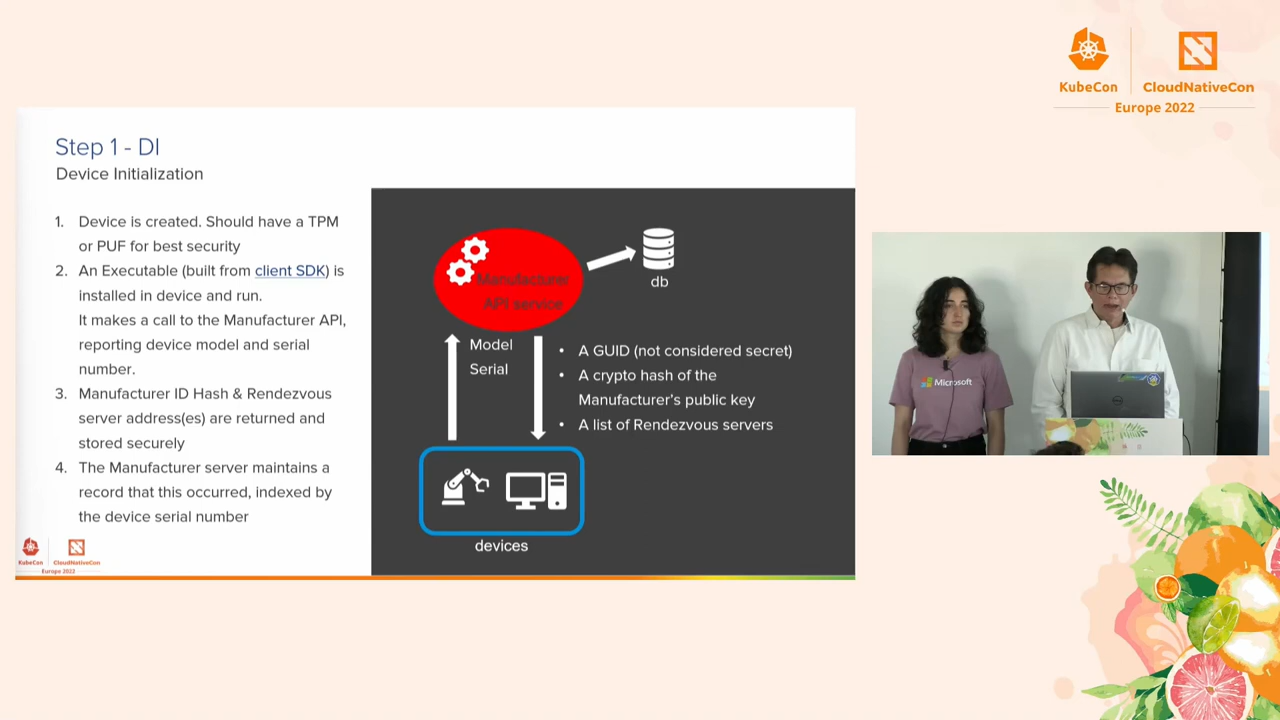 KubeCon
CloudNativeCon
Europe 2022
Step 1 - DI
Device Initialization
1. Device is created. Should have a TPM
or PUF for best security
2. An Executable (built from client SDK) is
installed in device and run.
It makes a call to the Manufacturer API,
reporting device model and serial
number.
3. Manufacturer ID Hash & Rendezvous
server address(es) are returned and
stored securely
4. The Manufacturer server maintains a
record that this occurred, indexed by
the device serial number
Manufacturer
API service
db
Model
Serial
• A GUID (not considered secret)
• A crypto hash of the
Manufacturer's public key
• A list of Rendezvous servers
devices
KubeCon
CloudNativeCon
Europe 2022
Microsoft
DELL